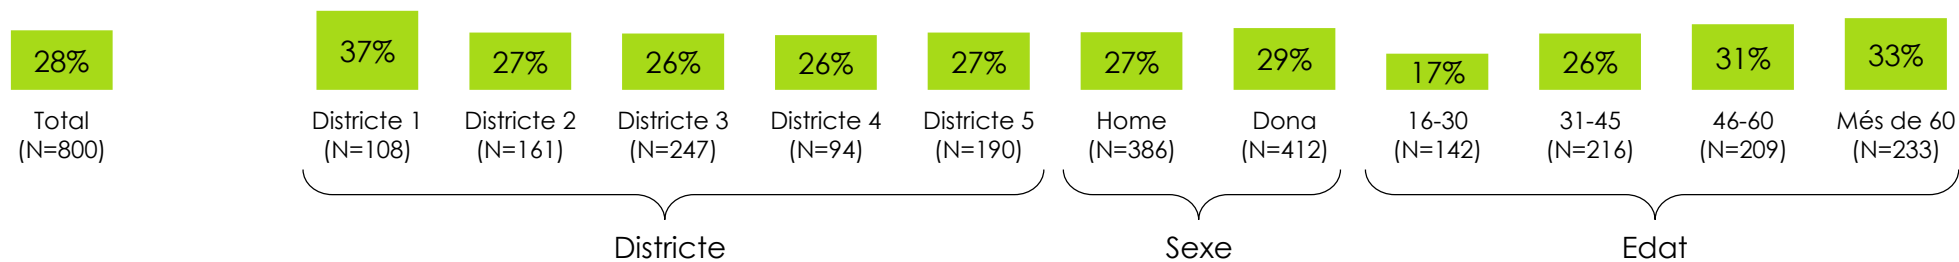 28% 37% 27% 26% 26% 27% 27% 29% 17% 26% 31% 33%
Total Districte 1 Districte 2 Districte 3 Districte 4 Districte 5 Home Dona 16-30 31-45 46-60 Més de 60
(N=800) (N=108) (N=161) (N=247) (N=94) (N=190) (N=386) (N=412) (N=142) (N=216) (N=209) (N=233)
Districte Sexe Edat